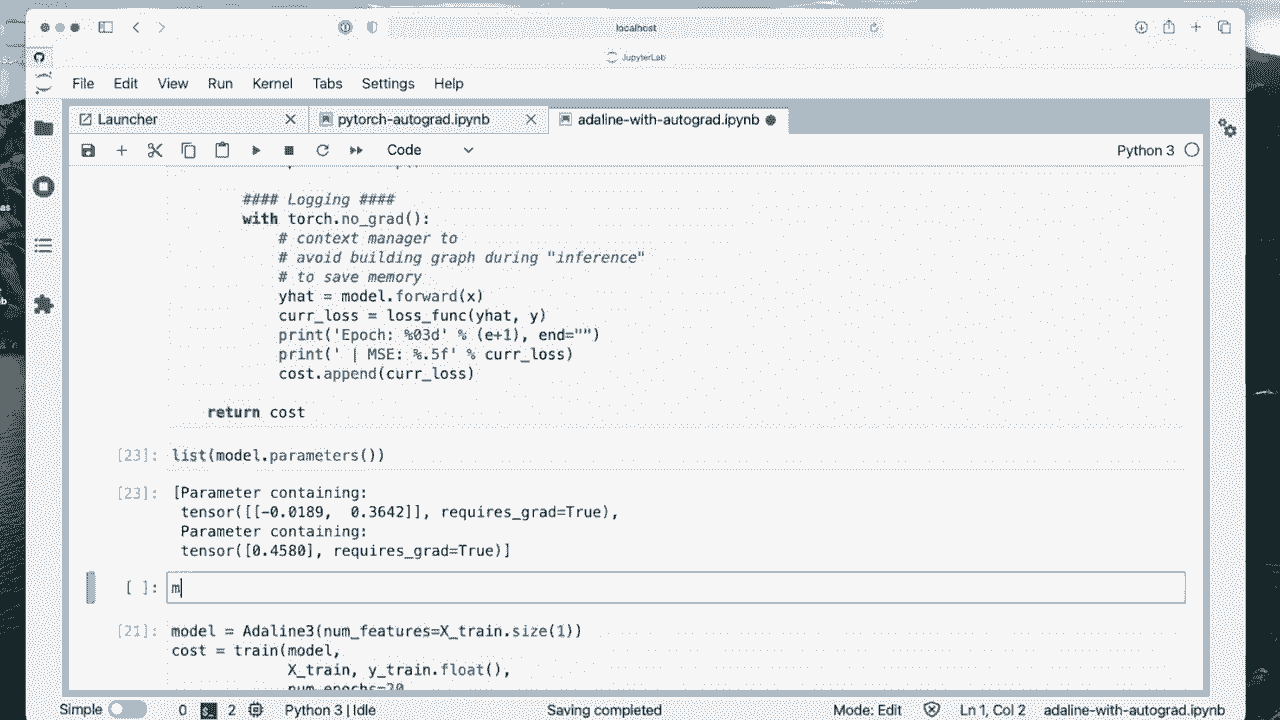 localhost
JupyterLab
File Edit View Run Kernel Tabs Settings Help
Launcher pytorch-autograd.ipynb adaline-with-autograd.ipynb
Code Python 3
#### Logging ####
with torch.no_grad():
# context manager to
# avoid building graph during "inference"
# to save memory
yhat = model.forward(x)
curr_loss = loss_func(yhat, y)
print('Epoch: %03d' % (e+1), end="")
print(' | MSE: %.5f' % curr_loss)
cost.append(curr_loss)
return cost
[23]: list(model.parameters())
[23]: [Parameter containing:
tensor([[-0.0189, 0.3642]], requires_grad=True),
Parameter containing:
tensor([0.4580], requires_grad=True)]
[ ]: m
[21]: model = Adaline3(num_features=X_train.size(1))
cost = train(model,
X_train, y_train.float(),
num_epochs=20
Simple 0 2 Python 3 | Idle Saving completed Mode: Edit Ln 1, Col 2 adaline-with-autograd.ipynb